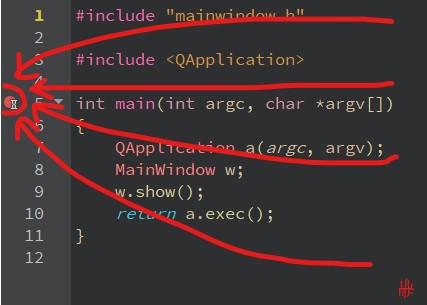 1 #include "mainwindow.h"
2
3 #include <QApplication>
4
5 int main(int argc, char *argv[])
6 {
7 QApplication a(argc, argv);
8 MainWindow w;
9 w.show();
10 return a.exec();
11 }
12